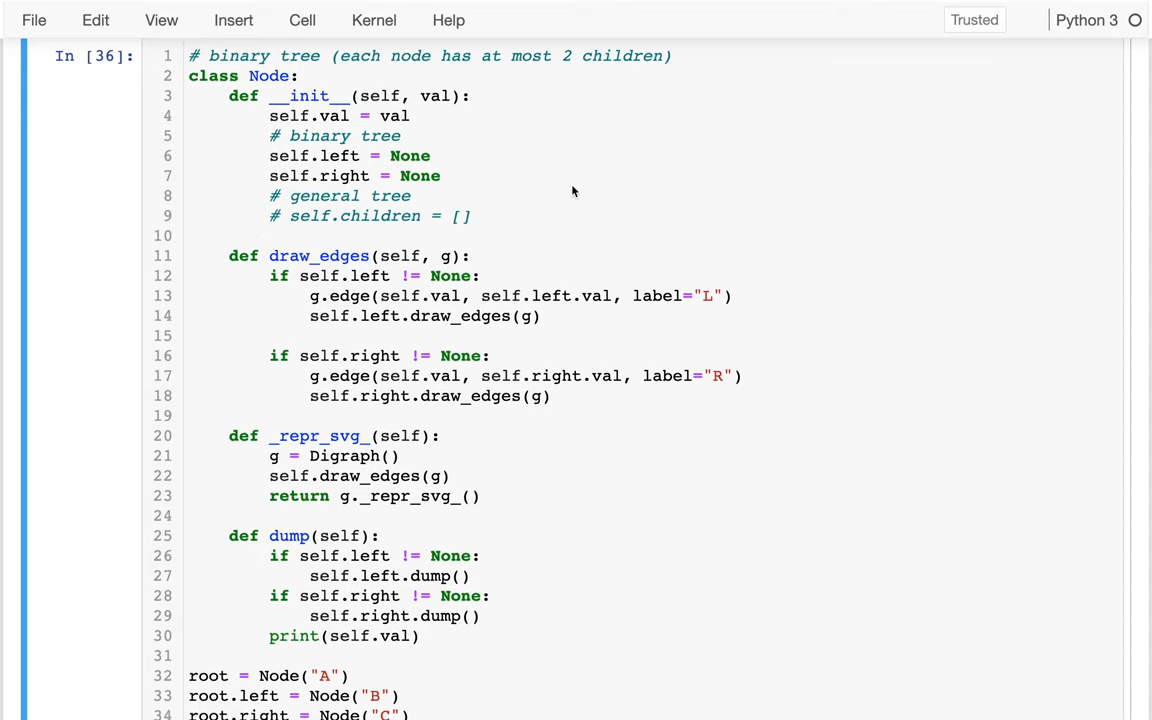 File Edit View Insert Cell Kernel Help Trusted Python 3
In [36]:
1 # binary tree (each node has at most 2 children)
2 class Node:
3     def __init__(self, val):
4         self.val = val
5         # binary tree
6         self.left = None
7         self.right = None
8         # general tree
9         # self.children = []
10
11     def draw_edges(self, g):
12         if self.left != None:
13             g.edge(self.val, self.left.val, label="L")
14             self.left.draw_edges(g)
15
16         if self.right != None:
17             g.edge(self.val, self.right.val, label="R")
18             self.right.draw_edges(g)
19
20     def _repr_svg_(self):
21         g = Digraph()
22         self.draw_edges(g)
23         return g._repr_svg_()
24
25     def dump(self):
26         if self.left != None:
27             self.left.dump()
28         if self.right != None:
29             self.right.dump()
30         print(self.val)
31
32 root = Node("A")
33 root.left = Node("B")
34 root.right = Node("C")